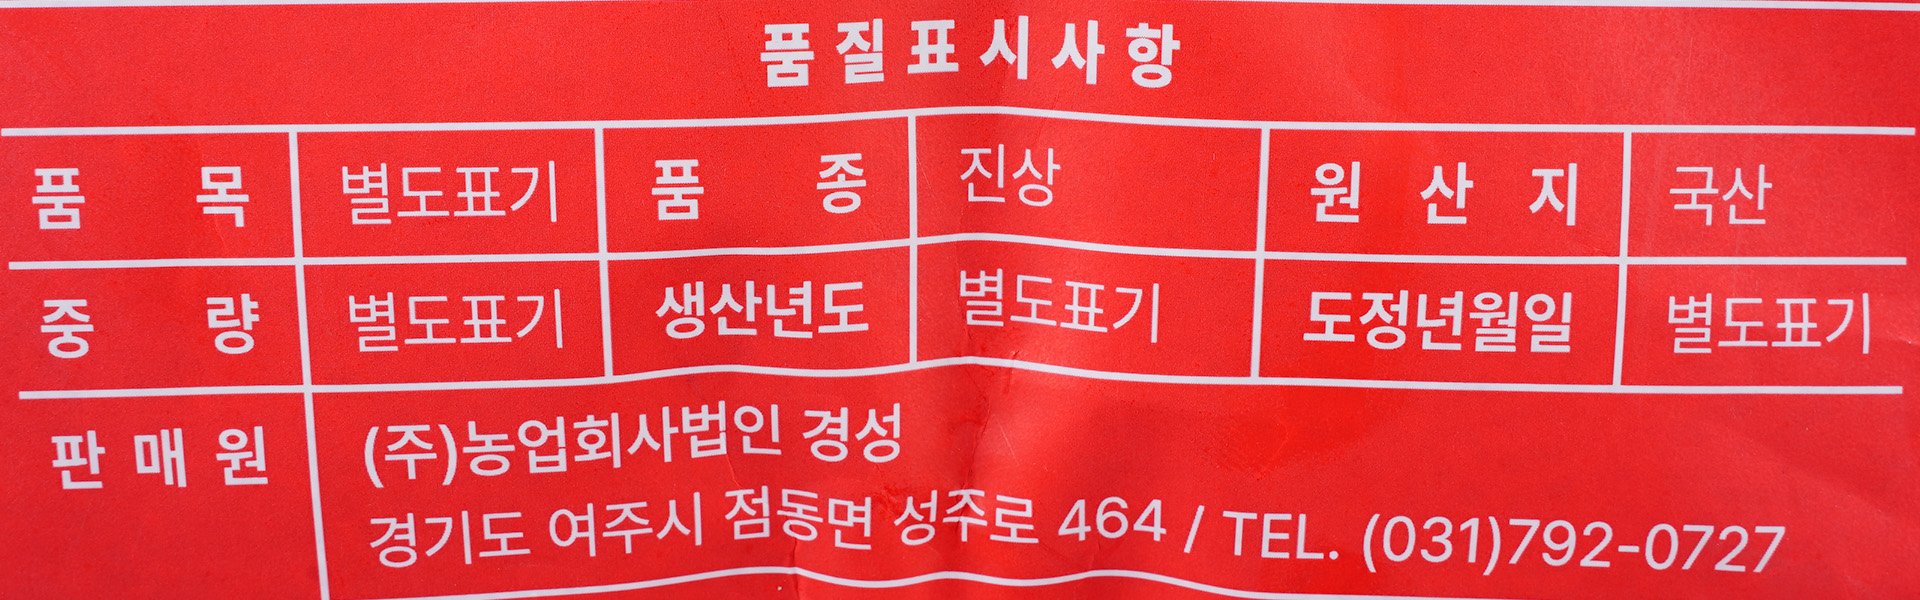 품질표시사항
품목 별도표기 품종 진상 원산지 국산
중량 별도표기 생산년도 별도표기 도정년월일 별도표기
판매원 (주)농업회사법인 경성
경기도 여주시 점동면 성주로 464 / TEL. (031)792-0727